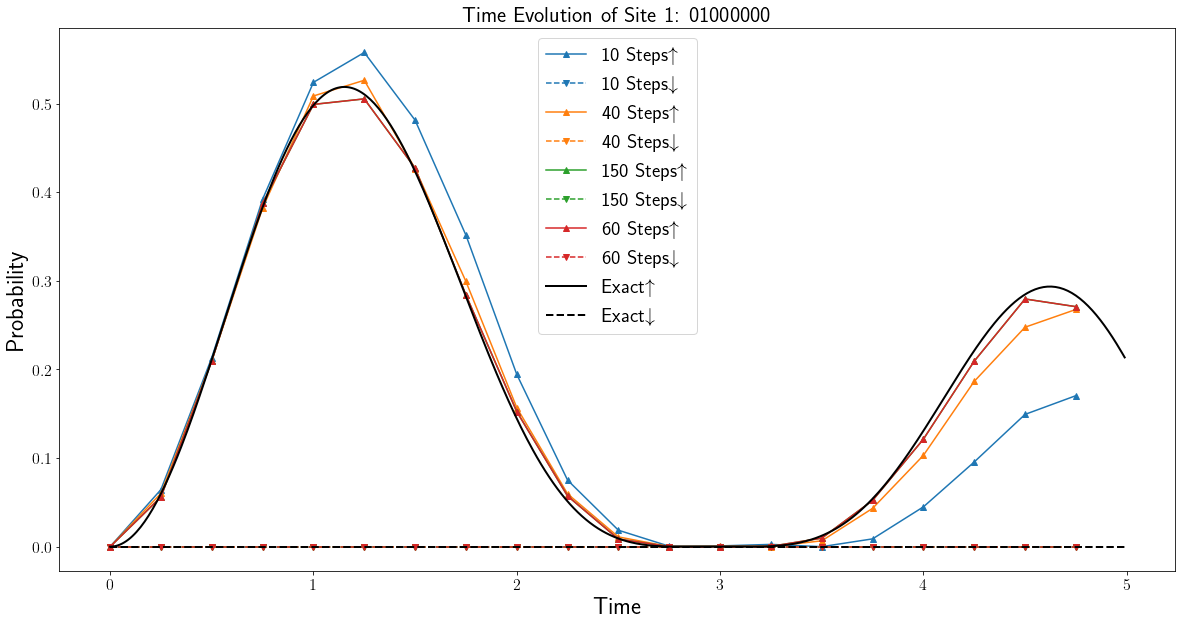 Time Evolution of Site 1: 01000000
10 Steps↑
10 Steps↓
40 Steps↑
40 Steps↓
150 Steps↑
150 Steps↓
60 Steps↑
60 Steps↓
Exact↑
Exact↓
Probability
0.5
0.4
0.3
0.2
0.1
0.0
0 1 2 3 4 5
Time